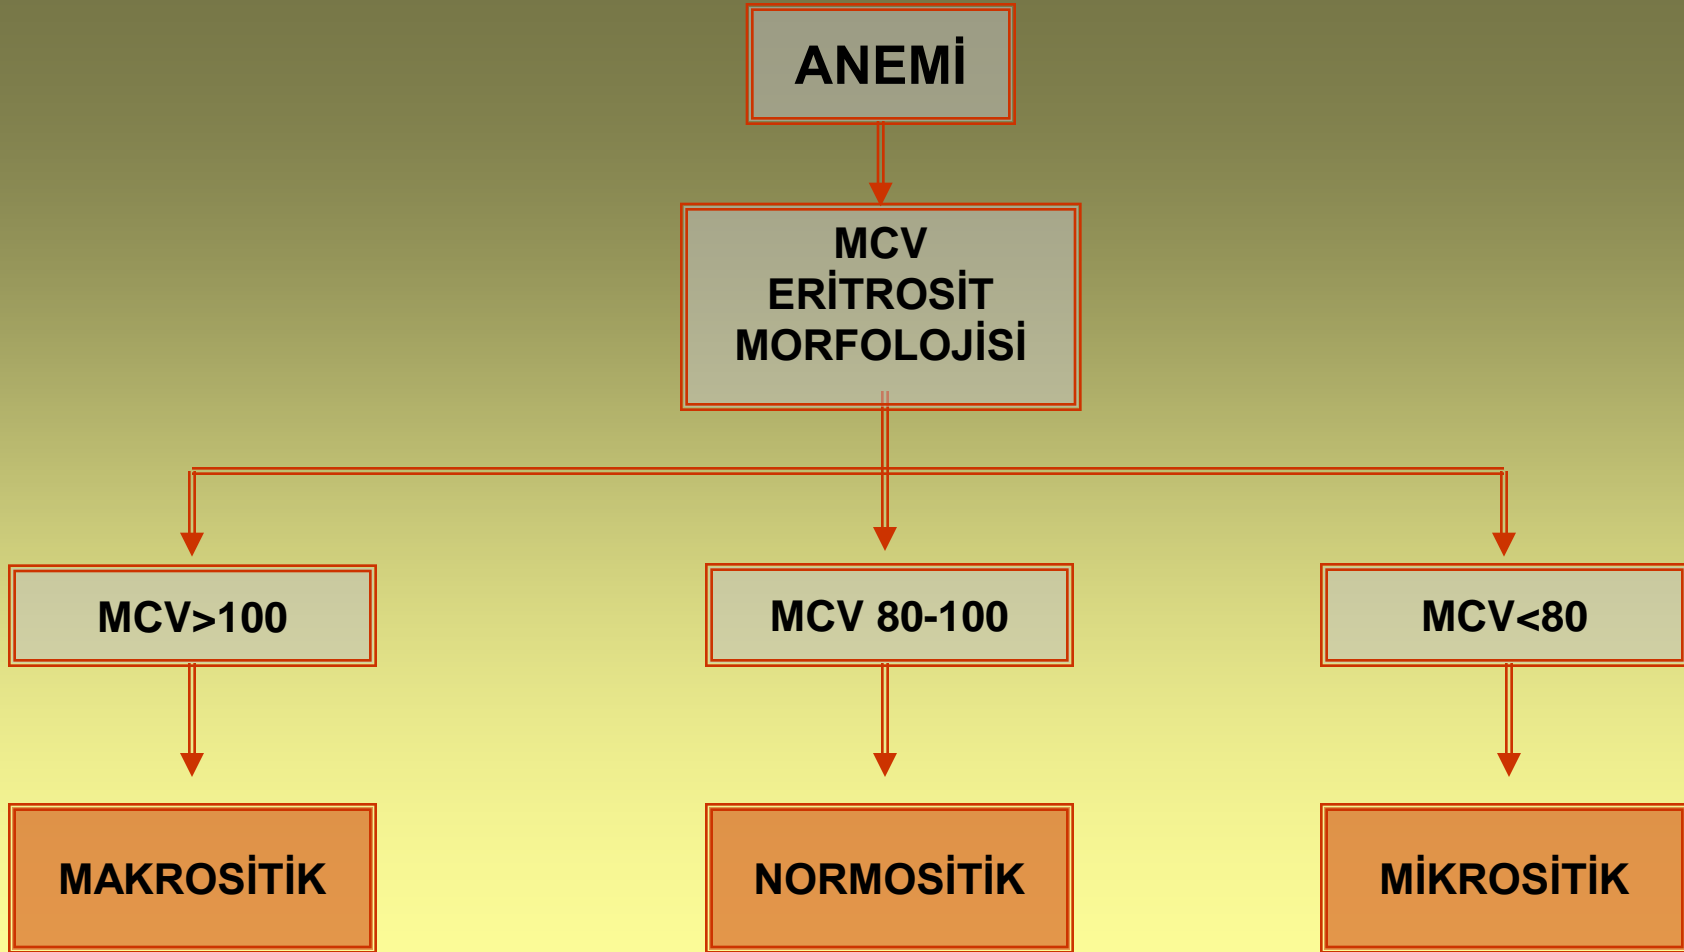 ANEMİ
MCV
ERİTROSİT
MORFOLOJİSİ
MCV>100
MCV 80-100
MCV<80
MAKROSİTİK
NORMOSİTİK
MİKROSİTİK